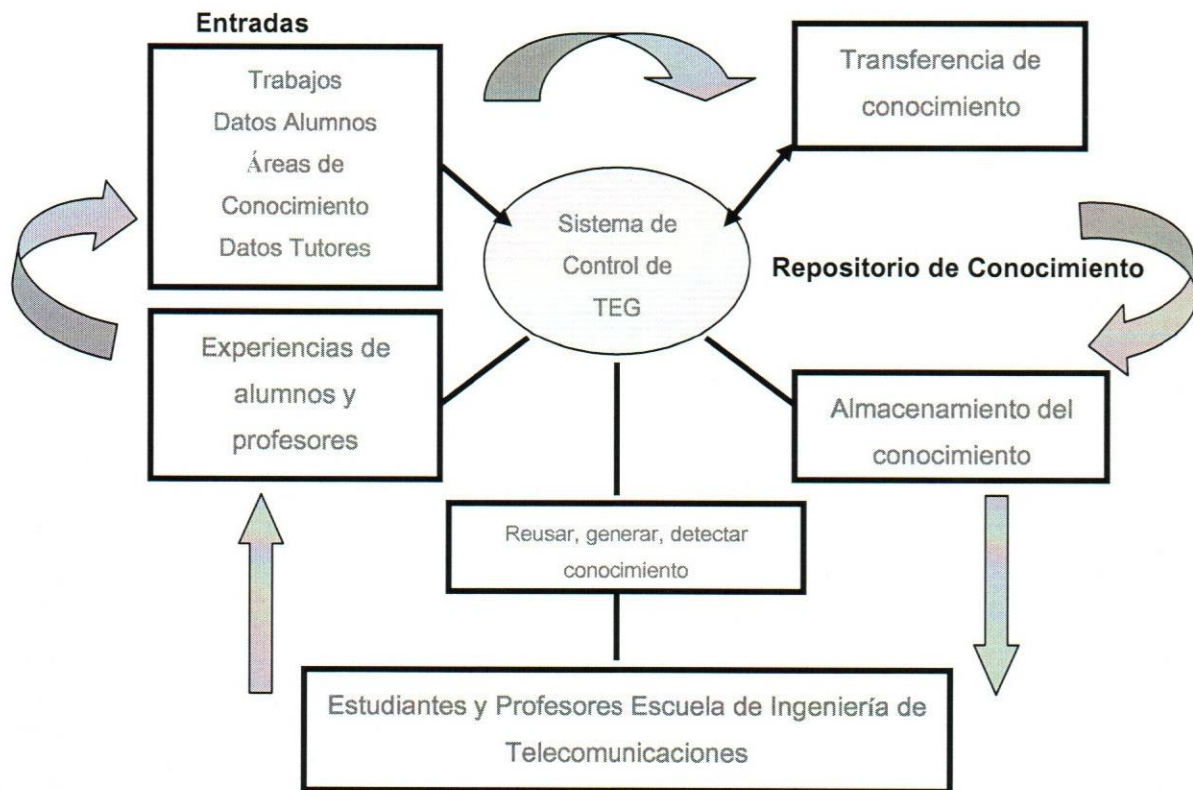 Entradas
Trabajos
Datos Alumnos
Áreas de
Conocimiento
Datos Tutores
Transferencia de
conocimiento
Sistema de
Control de
TEG
Repositorio de Conocimiento
Experiencias de
alumnos y
profesores
Almacenamiento del
conocimiento
Reusar, generar, detectar
conocimiento
Estudiantes y Profesores Escuela de Ingeniería de
Telecomunicaciones